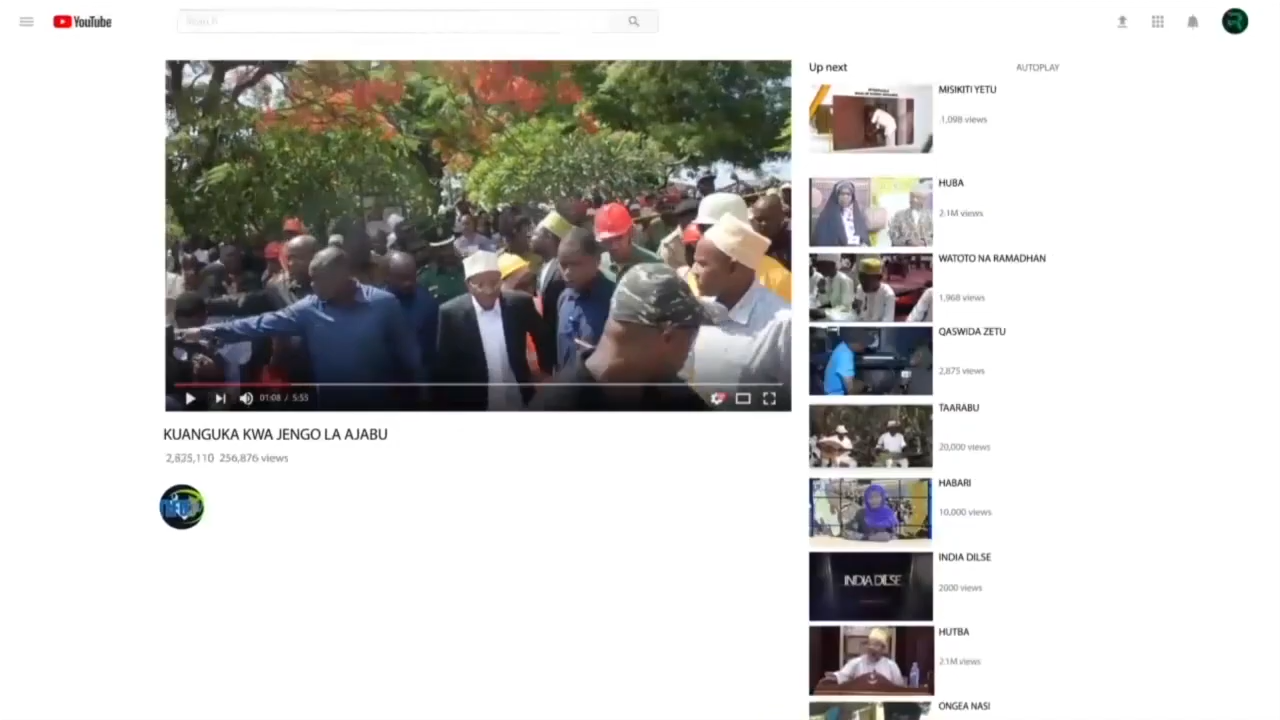 YouTube
Search
Up next
AUTOPLAY
MISIKITI YETU
1,098 views
HUBA
2.1M views
WATOTO NA RAMADHAN
1,968 views
QASWIDA ZETU
2,875 views
TAARABU
20,000 views
HABARI
10,000 views
INDIA DILSE
INDIA DILSE
2000 views
HUTBA
2.1M views
ONGEA NASI
01:08 / 5:55
KUANGUKA KWA JENGO LA AJABU
2,825,110 256,876 views